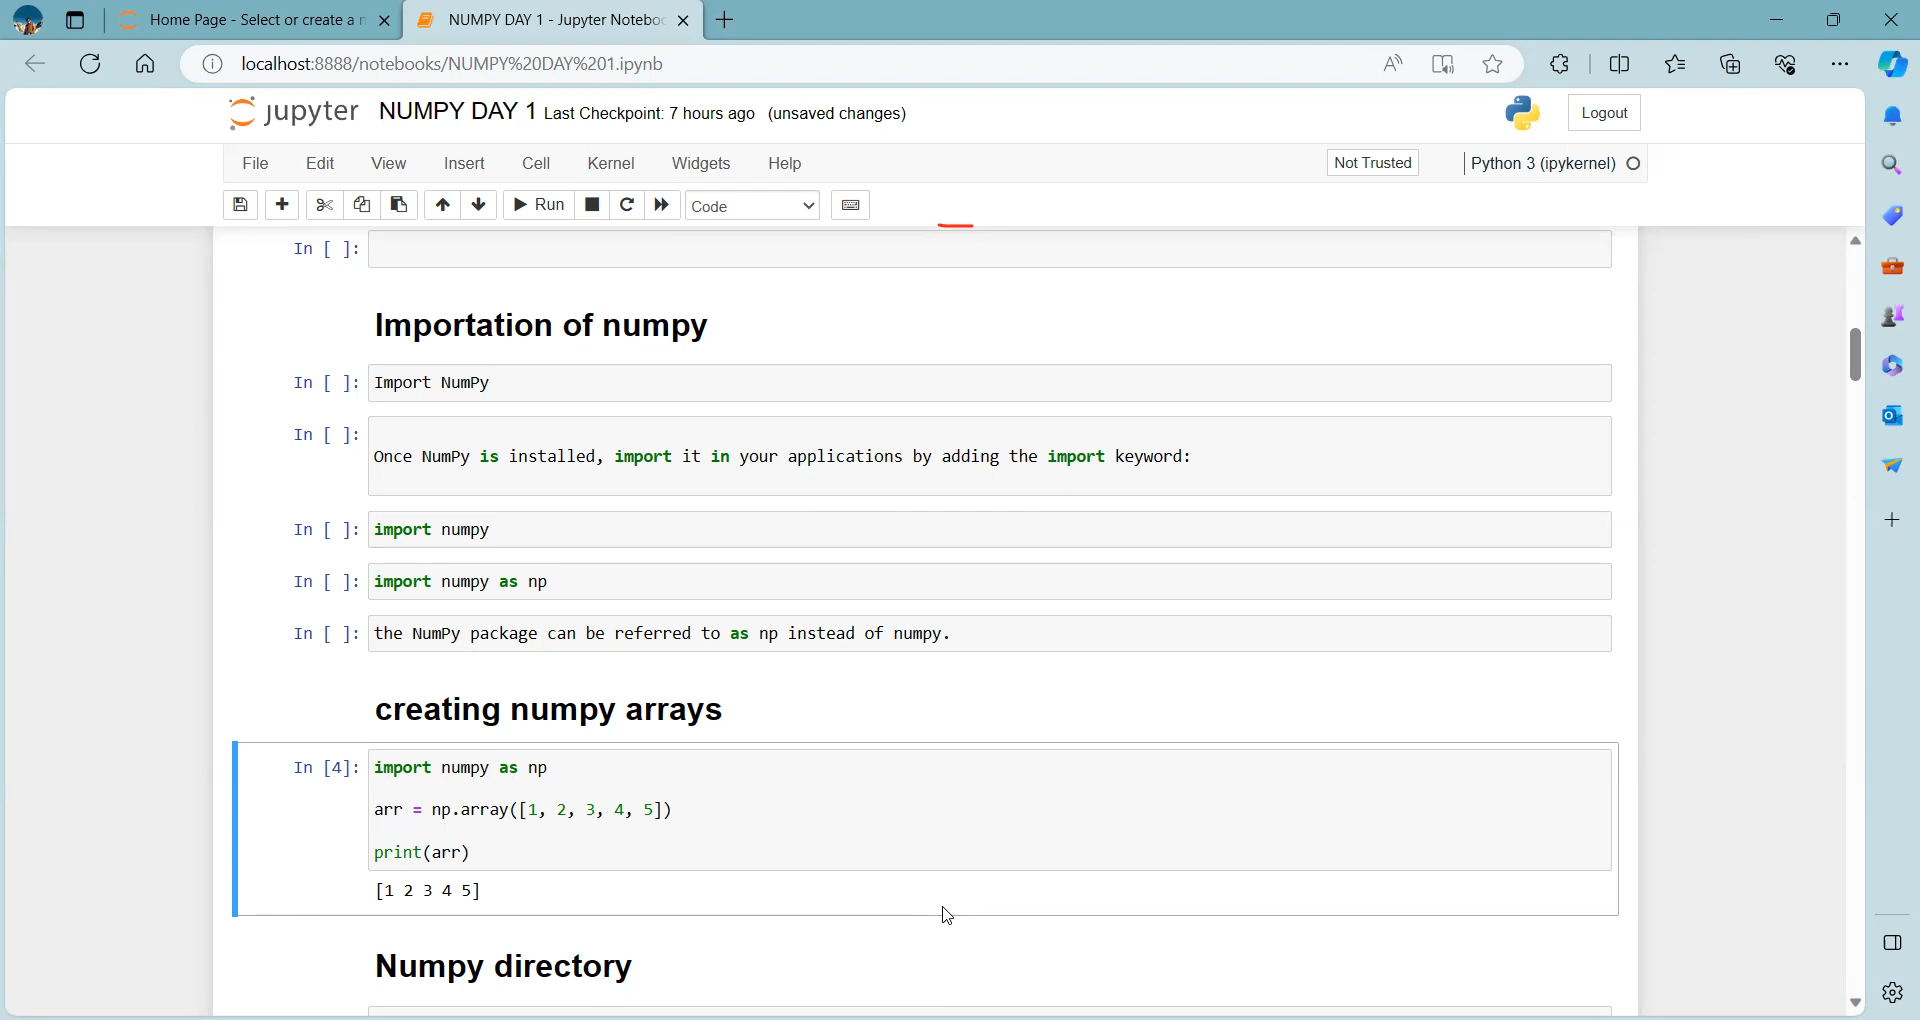 Home Page - Select or create a n
NUMPY DAY 1 - Jupyter Noteboo
localhost:8888/notebooks/NUMPY%20DAY%201.ipynb
jupyter NUMPY DAY 1 Last Checkpoint: 7 hours ago (unsaved changes)
Logout
File Edit View Insert Cell Kernel Widgets Help
Not Trusted
Python 3 (ipykernel)
Run
Code
In [ ]:
Importation of numpy
In [ ]: Import NumPy
In [ ]:
Once NumPy is installed, import it in your applications by adding the import keyword:
In [ ]: import numpy
In [ ]: import numpy as np
In [ ]: the NumPy package can be referred to as np instead of numpy.
creating numpy arrays
In [4]: import numpy as np
arr = np.array([1, 2, 3, 4, 5])
print(arr)
[1 2 3 4 5]
Numpy directory